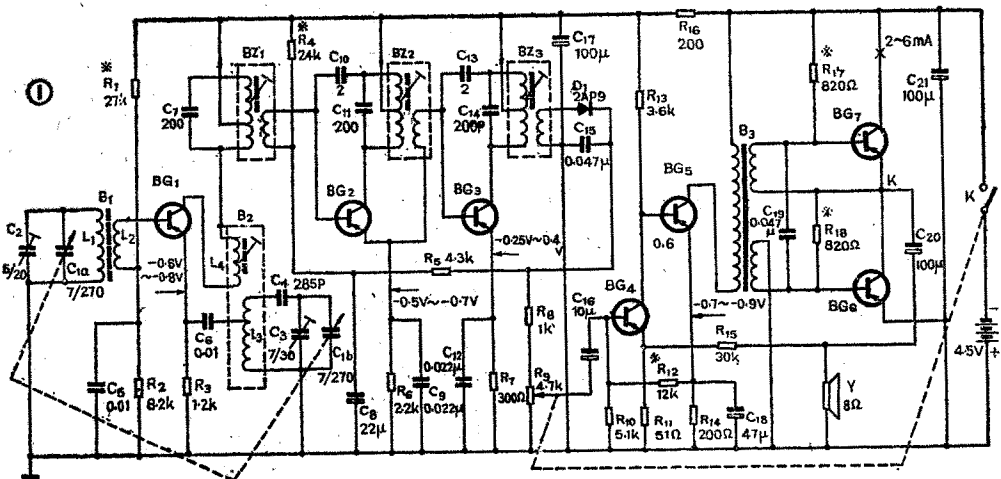 ①
※
R₁
27k
C₇
200
BZ1
※
R₄
24k
C₁₀
2
C₁₁
200
BZ2
C₁₃
2
C₁₄
200P
BZ3
C₁₇
100μ
D₁
2AP9
C₁₅
0.047μ
R₁₆
200
R₁₃
3.6k
※
R₁₇
820Ω
2~6mA
C₂₁
100μ
BG₇
B₃
K
BG₅
0.6
C₁₉
0.047
μ
※
R₁₈
820Ω
C₂₀
100μ
K
BG₆
C₂
5/20
C₁ₐ
7/270
B₁
L₁
L₂
BG₁
-0.6V
~-0.8V
B₂
L₄
L₃
C₄
285P
C₃
7/30
C₁b
7/270
C₆
0.01
BG₂
BG₃
-0.25V~0.4
V
R₅ 4.3k
-0.5V~-0.7V
BG₄
C₁₆
10μ
-0.7~-0.9V
R₁₅
30k
-
4.5V +
C₅
0.01
R₂
8.2k
R₃
1.2k
C₈
22μ
R₆
2.2k
C₉
0.022μ
C₁₂
0.022μ
R₇
300Ω
R₈
1k
R₉
4.7k
R₁₀
5.1k
※
R₁₂
12k
R₁₁
51Ω
R₁₄
200Ω
C₁₈
47μ
Y
8Ω